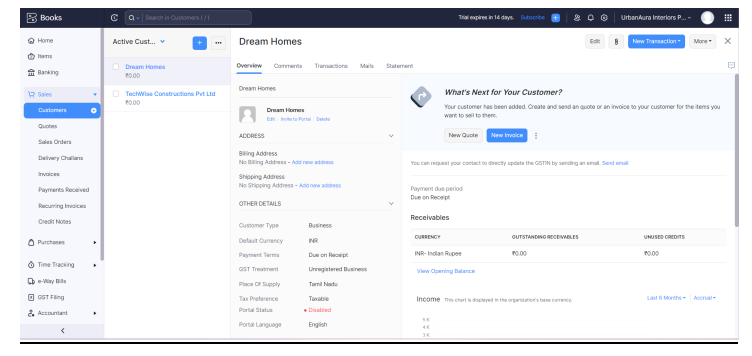 Books
Search in Customers ( / )
Trial expires in 14 days. Subscribe
UrbanAura Interiors P...
Home
Items
Banking
Sales
Customers
Quotes
Sales Orders
Delivery Challans
Invoices
Payments Received
Recurring Invoices
Credit Notes
Purchases
Time Tracking
e-Way Bills
GST Filing
Accountant
Active Cust...
Dream Homes
₹0.00
TechWise Constructions Pvt Ltd
₹0.00
Dream Homes
Edit
New Transaction
More
Overview Comments Transactions Mails Statement
Dream Homes
Dream Homes
Edit Invite to Portal Delete
ADDRESS
Billing Address
No Billing Address - Add new address
Shipping Address
No Shipping Address - Add new address
OTHER DETAILS
Customer Type Business
Default Currency INR
Payment Terms Due on Receipt
GST Treatment Unregistered Business
Place Of Supply Tamil Nadu
Tax Preference Taxable
Portal Status • Disabled
Portal Language English
What's Next for Your Customer?
Your customer has been added. Create and send an quote or an invoice to your customer for the items you
want to sell to them.
New Quote New Invoice
You can request your contact to directly update the GSTIN by sending an email. Send email
Payment due period
Due on Receipt
Receivables
CURRENCY OUTSTANDING RECEIVABLES UNUSED CREDITS
INR- Indian Rupee ₹0.00 ₹0.00
View Opening Balance
Income This chart is displayed in the organization's base currency. Last 6 Months Accrual
5 K
4 K
3 K